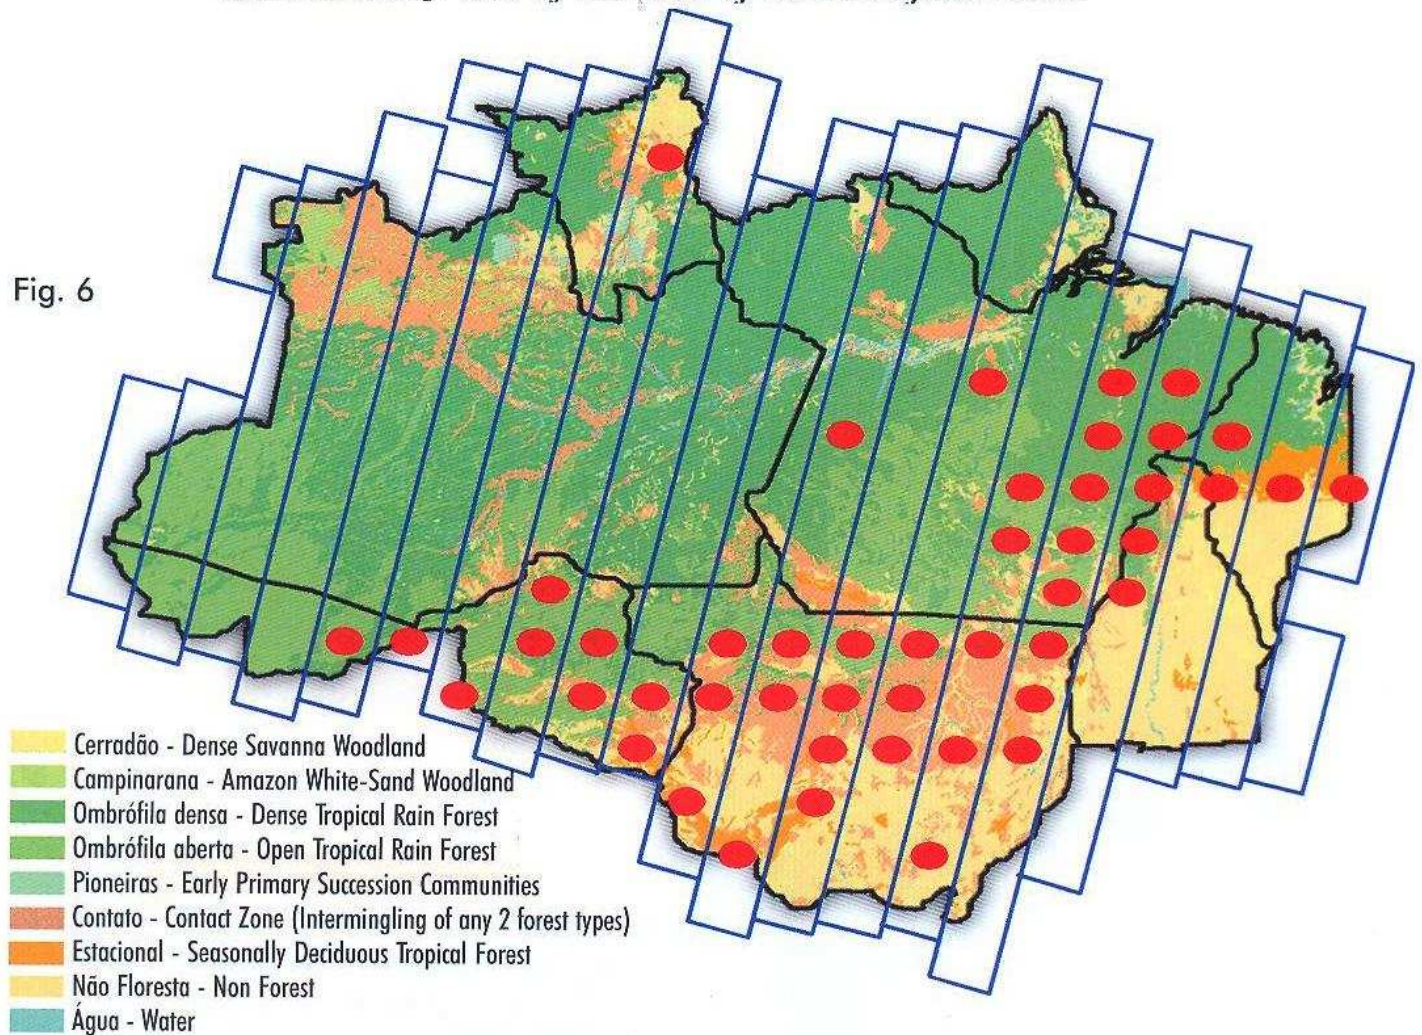 Fig. 6
Cerradão - Dense Savanna Woodland
Campinarana - Amazon White-Sand Woodland
Ombrófila densa - Dense Tropical Rain Forest
Ombrófila aberta - Open Tropical Rain Forest
Pioneiras - Early Primary Succession Communities
Contato - Contact Zone (Intermingling of any 2 forest types)
Estacional - Seasonally Deciduous Tropical Forest
Não Floresta - Non Forest
Água - Water